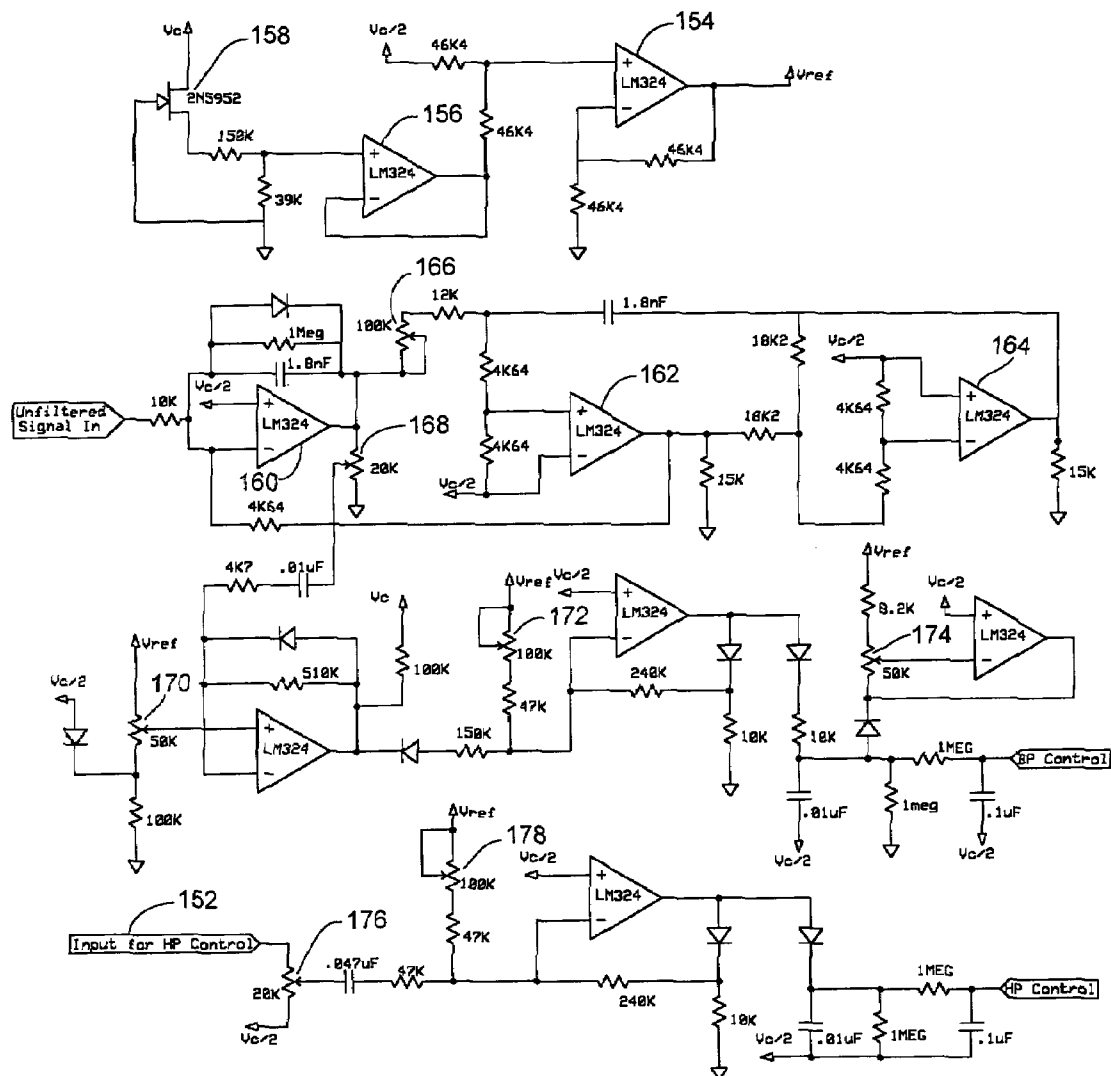 Vc
158
2N5952
150K
39K
156
LM324
Vc/2
46K4
46K4
154
LM324
Vref
46K4
46K4
166
12K
1.8nF
1Meg
100K
1.8nF
Vc/2
162
18K2
Vc/2
164
4K64
Unfiltered
Signal In
10K
LM324
168
LM324
4K64
LM324
4K64
18K2
20K
160
Vc/2
15K
4K64
15K
4K64
4K7
.01uF
Vc
Vref
172
Vc/2
LM324
Vref
8.2K
Vc/2
174
LM324
Vref
Vc/2
170
510K
100K
100K
240K
50K
47K
50K
LM324
150K
10K
10K
1MEG
BP Control
100K
.01uF
1meg
.1uF
Vc/2
Vc/2
Vref
178
Vc/2
100K
LM324
152
176
47K
Input for HP Control
.047uF
47K
20K
240K
1MEG
HP Control
10K
Vc/2
Vc/2
.01uF
1MEG
.1uF